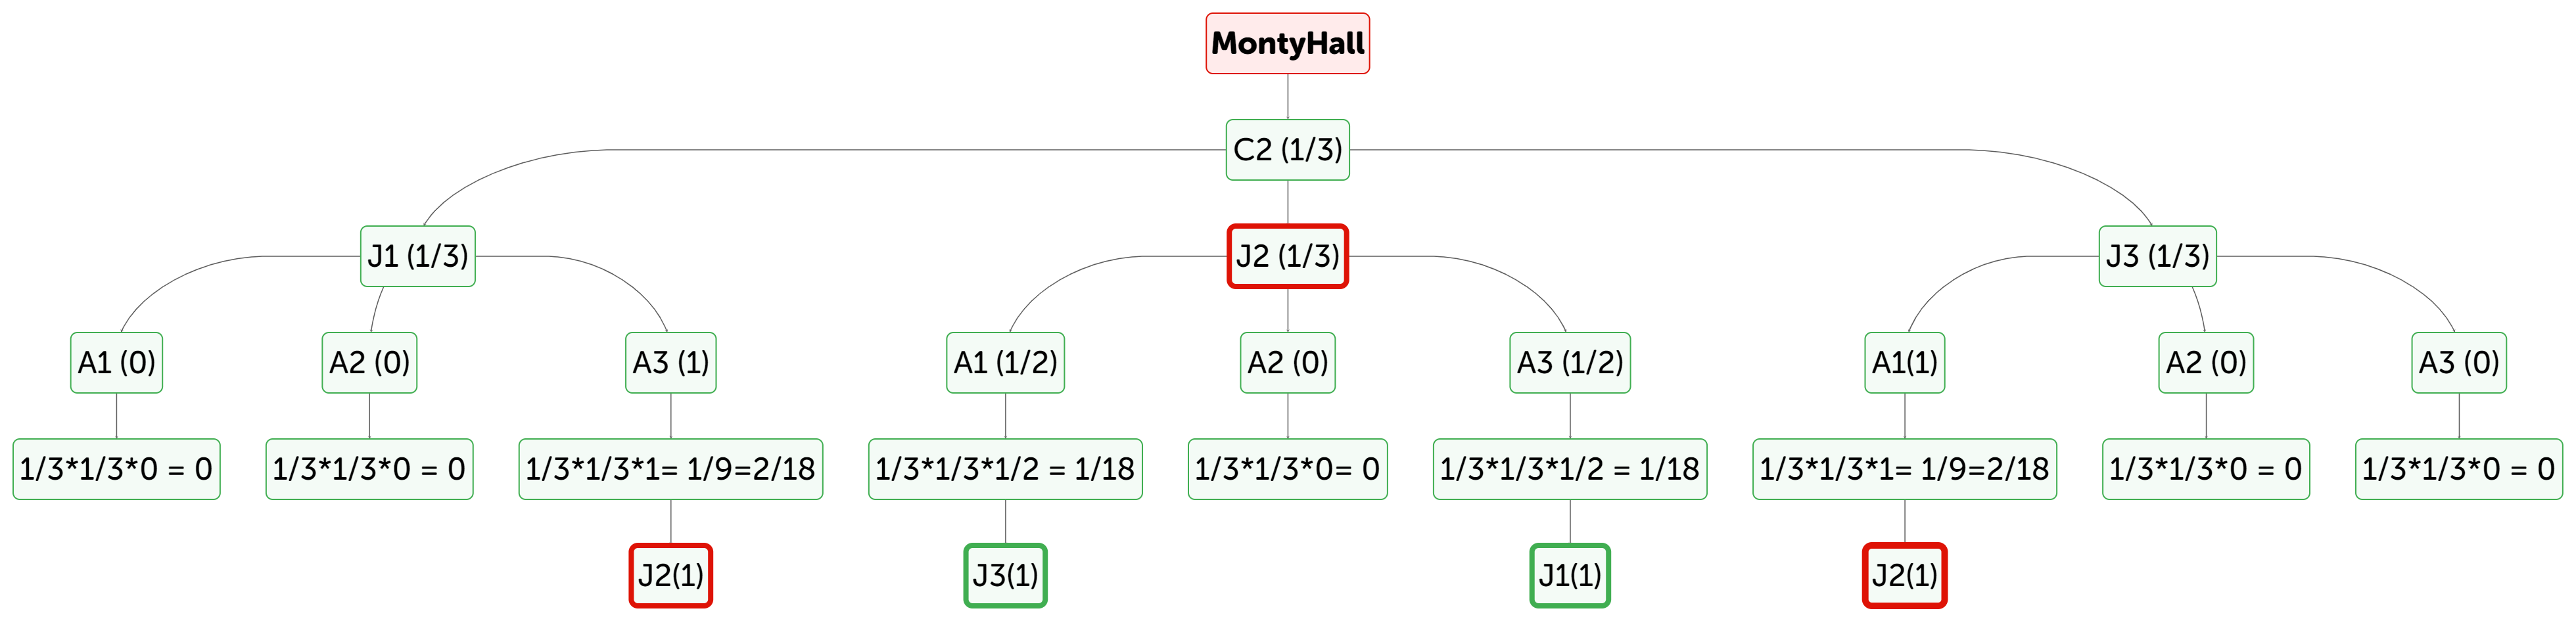 MontyHall
C2 (1/3)
J1 (1/3)
J2 (1/3)
J3 (1/3)
A1 (0)
A2 (0)
A3 (1)
A1 (1/2)
A2 (0)
A3 (1/2)
A1(1)
A2 (0)
A3 (0)
1/3*1/3*0 = 0
1/3*1/3*0 = 0
1/3*1/3*1= 1/9=2/18
1/3*1/3*1/2 = 1/18
1/3*1/3*0= 0
1/3*1/3*1/2 = 1/18
1/3*1/3*1= 1/9=2/18
1/3*1/3*0 = 0
1/3*1/3*0 = 0
J2(1)
J3(1)
J1(1)
J2(1)